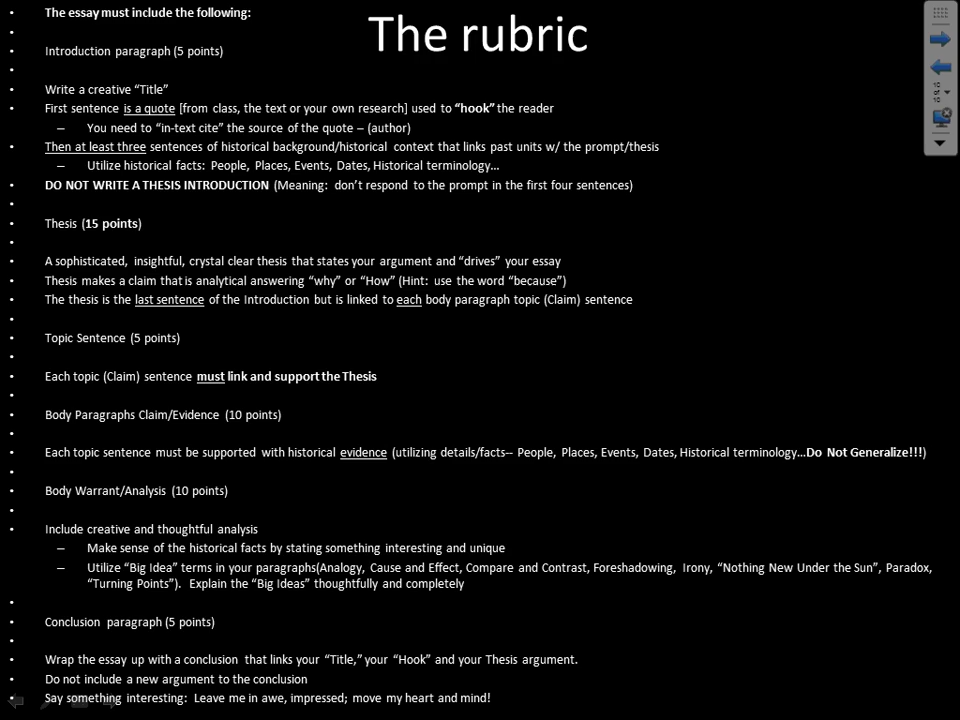 The rubric
The essay must include the following:
Introduction paragraph (5 points)
Write a creative “Title”
First sentence is a quote [from class, the text or your own research] used to “hook” the reader
– You need to “in-text cite” the source of the quote – (author)
Then at least three sentences of historical background/historical context that links past units w/ the prompt/thesis
– Utilize historical facts: People, Places, Events, Dates, Historical terminology…
DO NOT WRITE A THESIS INTRODUCTION (Meaning: don’t respond to the prompt in the first four sentences)
Thesis (15 points)
A sophisticated, insightful, crystal clear thesis that states your argument and “drives” your essay
Thesis makes a claim that is analytical answering “why” or “How” (Hint: use the word “because”)
The thesis is the last sentence of the Introduction but is linked to each body paragraph topic (Claim) sentence
Topic Sentence (5 points)
Each topic (Claim) sentence must link and support the Thesis
Body Paragraphs Claim/Evidence (10 points)
Each topic sentence must be supported with historical evidence (utilizing details/facts-- People, Places, Events, Dates, Historical terminology…Do Not Generalize!!!)
Body Warrant/Analysis (10 points)
Include creative and thoughtful analysis
– Make sense of the historical facts by stating something interesting and unique
– Utilize “Big Idea” terms in your paragraphs(Analogy, Cause and Effect, Compare and Contrast, Foreshadowing, Irony, “Nothing New Under the Sun”, Paradox,
“Turning Points”). Explain the “Big Ideas” thoughtfully and completely
Conclusion paragraph (5 points)
Wrap the essay up with a conclusion that links your “Title,” your “Hook” and your Thesis argument.
Do not include a new argument to the conclusion
Say something interesting: Leave me in awe, impressed; move my heart and mind!